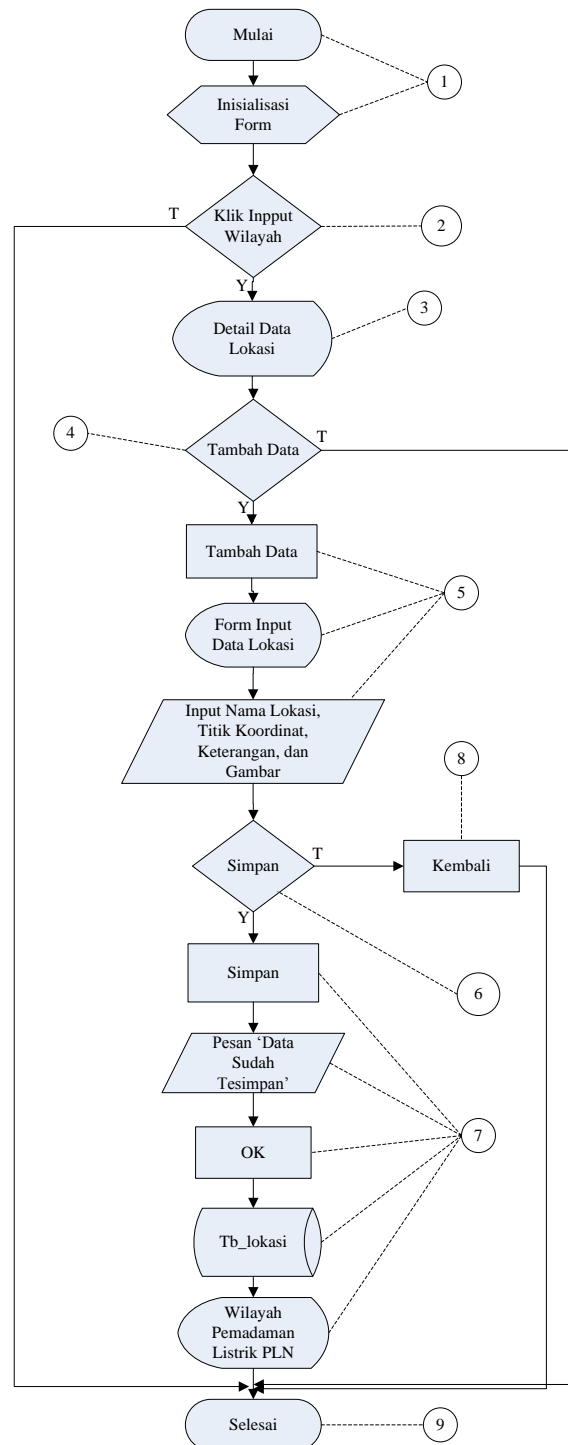 Mulai
1
Inisialisasi
Form
T
Klik Inpput
Wilayah
2
Y
3
Detail Data
Lokasi
4
Tambah Data
T
Y
Tambah Data
5
Form Input
Data Lokasi
Input Nama Lokasi,
Titik Koordinat,
Keterangan, dan
Gambar
8
Simpan
T
Kembali
Y
Simpan
6
Pesan ‘Data
Sudah
Tesimpan’
7
OK
Tb_lokasi
Wilayah
Pemadaman
Listrik PLN
Selesai
9